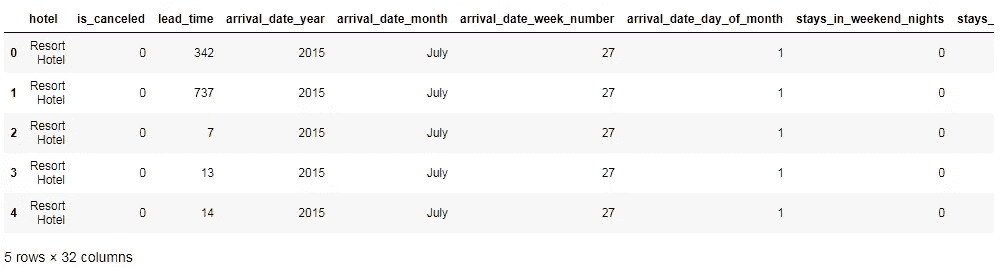 hotel is_canceled lead_time arrival_date_year arrival_date_month arrival_date_week_number arrival_date_day_of_month stays_in_weekend_nights stays_
0 Resort Hotel 0 342 2015 July 27 1 0
1 Resort Hotel 0 737 2015 July 27 1 0
2 Resort Hotel 0 7 2015 July 27 1 0
3 Resort Hotel 0 13 2015 July 27 1 0
4 Resort Hotel 0 14 2015 July 27 1 0
5 rows × 32 columns